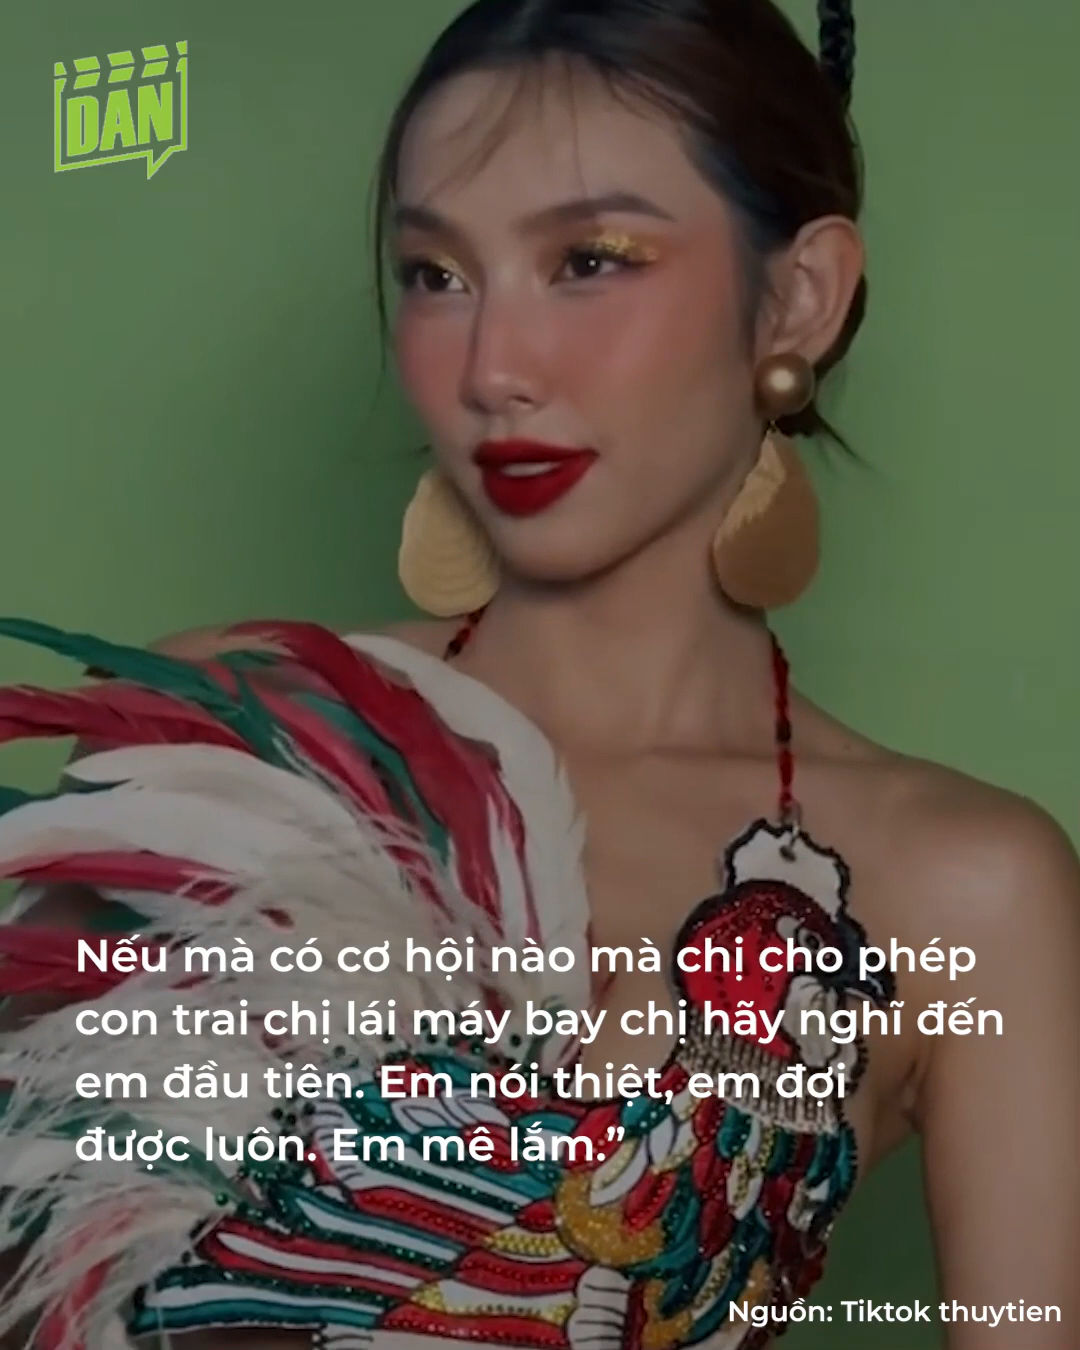 DAN
Nếu mà có cơ hội nào mà chị cho phép
con trai chị lái máy bay chị hãy nghĩ đến
em đầu tiên. Em nói thiệt, em đợi
được luôn. Em mê lắm.”
Nguồn: Tiktok thuytien